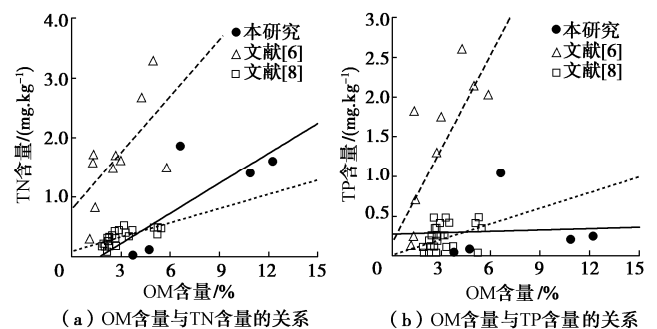 4.0
3.0
2.0
1.0
0
3
6
9
12
15
TN含量/(mg.kg⁻¹)
OM含量/%
●本研究
△文献[6]
□文献[8]
（a）OM含量与TN含量的关系
3.0
2.5
2.0
1.5
1.0
0.5
0
3
6
9
12
15
TP含量/(mg.kg⁻¹)
OM含量/%
●本研究
△文献[6]
□文献[8]
（b）OM含量与TP含量的关系